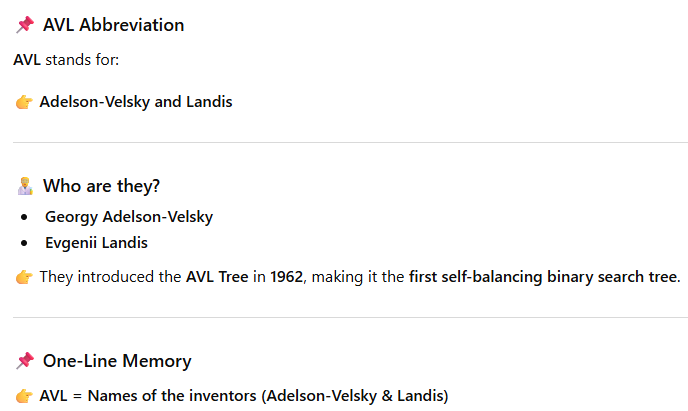 📌 AVL Abbreviation
AVL stands for:
👉 Adelson-Velsky and Landis
👨‍🔬 Who are they?
• Georgy Adelson-Velsky
• Evgenii Landis
👉 They introduced the AVL Tree in 1962, making it the first self-balancing binary search tree.
📌 One-Line Memory
👉 AVL = Names of the inventors (Adelson-Velsky & Landis)